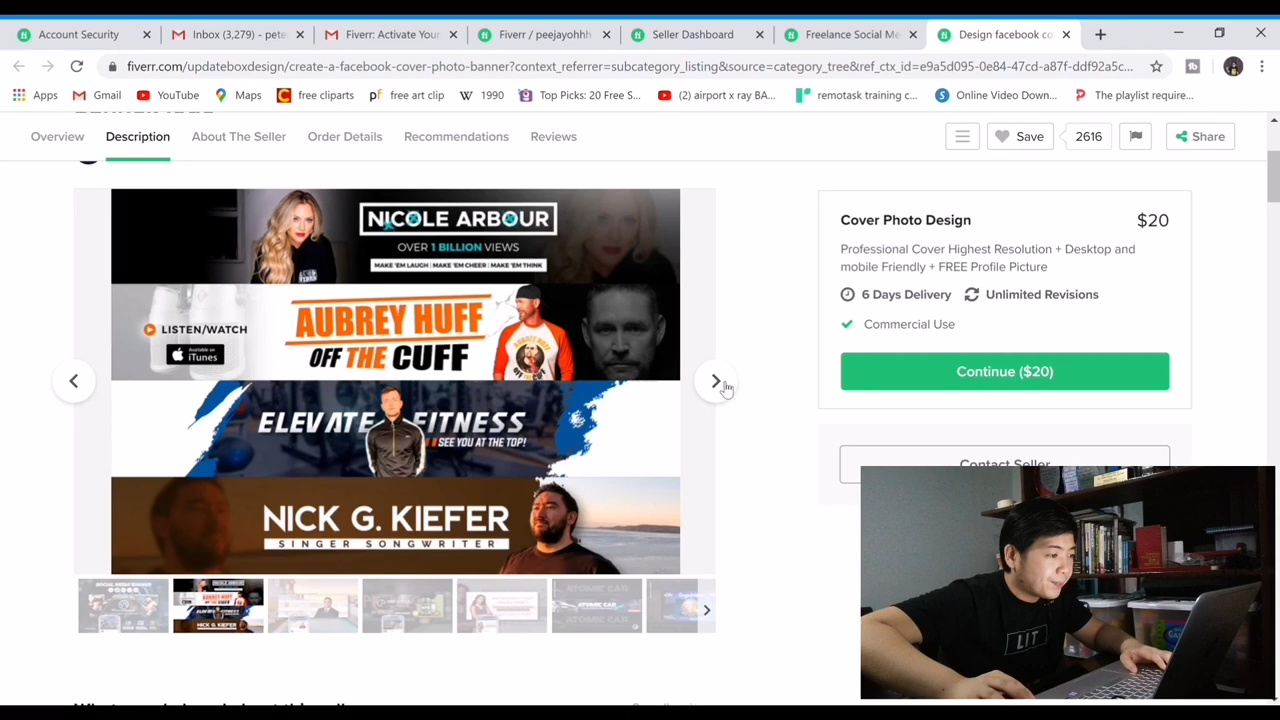 Account Security
Inbox (3,279) - pete
Fiverr: Activate You
Fiverr / peejayohhh
Seller Dashboard
Freelance Social Me
Design facebook co
fiverr.com/updateboxdesign/create-a-facebook-cover-photo-banner?context_referrer=subcategory_listing&source=category_tree&ref_ctx_id=e9a5d095-0e84-47cd-a87f-ddf92a5c...
Apps
Gmail
YouTube
Maps
free cliparts
free art clip
1990
Top Picks: 20 Free S...
(2) airport x ray BA...
remotask training c...
Online Video Down...
The playlist require...
Overview
Description
About The Seller
Order Details
Recommendations
Reviews
Save
2616
Share
NICOLE ARBOUR
OVER 1 BILLION VIEWS
MAKE 'EM LAUGH | MAKE 'EM CHEER | MAKE 'EM THINK
LISTEN/WATCH
Available on
iTunes
AUBREY HUFF
OFF THE CUFF
ELEVATE FITNESS
SEE YOU AT THE TOP!
NICK G. KIEFER
SINGER SONGWRITER
Cover Photo Design
$20
Professional Cover Highest Resolution + Desktop and
mobile Friendly + FREE Profile Picture
6 Days Delivery
Unlimited Revisions
Commercial Use
Continue ($20)
Contact Seller
LIT
ATOMIC CAR